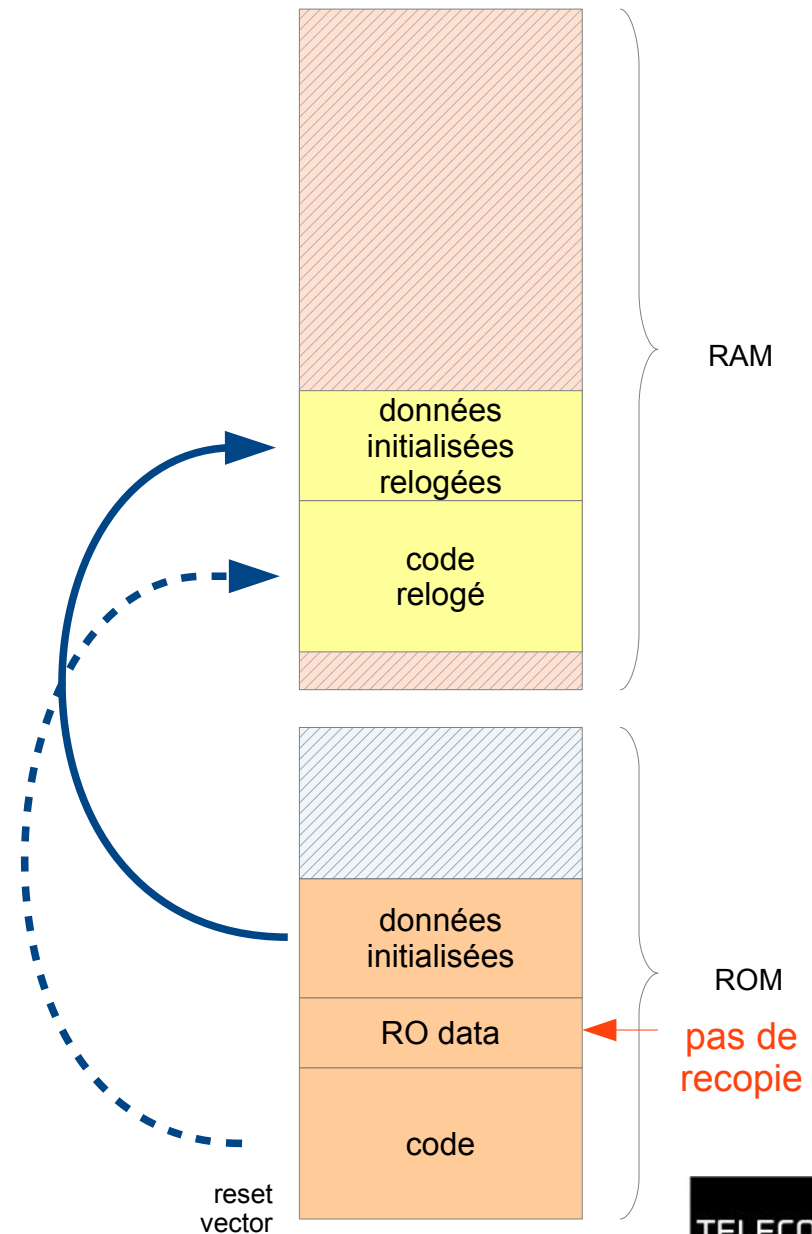 RAM
données
initialisées
relogées
code
relogé
données
initialisées
ROM
RO data
pas de
recopie
code
reset
vector